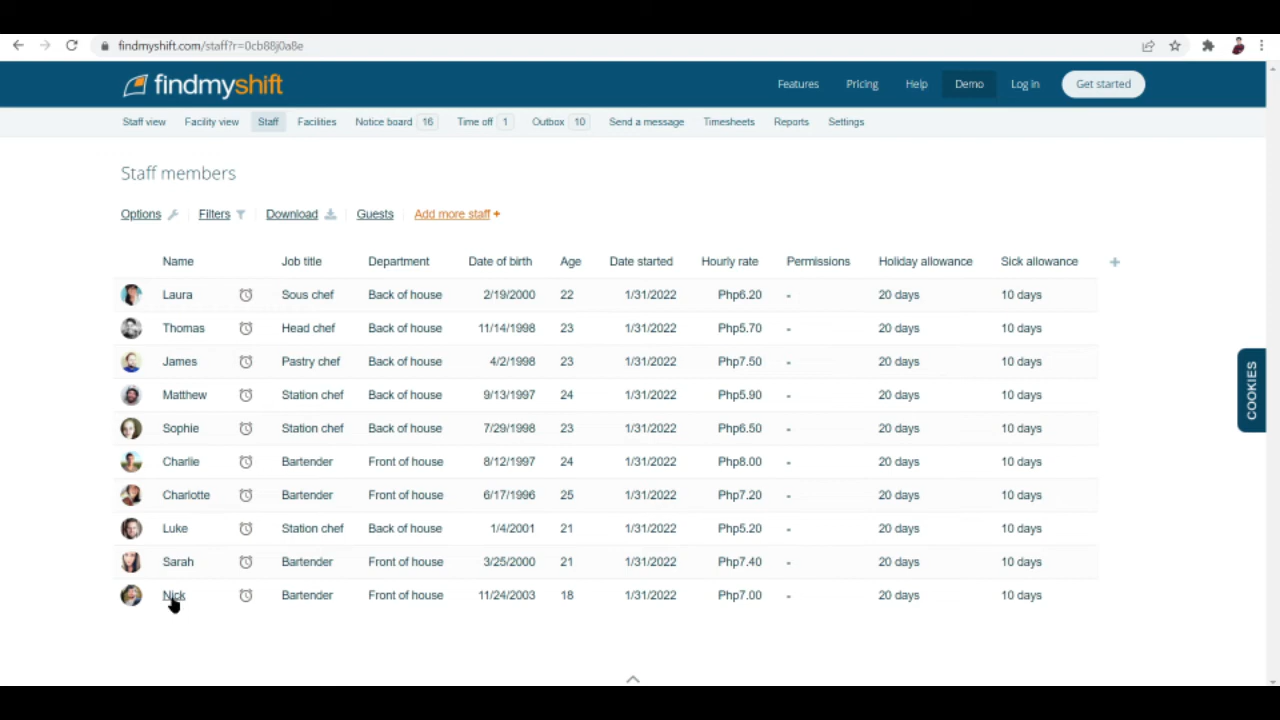 findmyshift.com/staff?r=0cb88j0a8e
findmyshift Features Pricing Help Demo Log in Get started
Staff view Facility view Staff Facilities Notice board 16 Time off 1 Outbox 10 Send a message Timesheets Reports Settings
Staff members
Options Filters Download Guests Add more staff +
Name Job title Department Date of birth Age Date started Hourly rate Permissions Holiday allowance Sick allowance +
Laura Sous chef Back of house 2/19/2000 22 1/31/2022 Php6.20 - 20 days 10 days
Thomas Head chef Back of house 11/14/1998 23 1/31/2022 Php5.70 - 20 days 10 days
James Pastry chef Back of house 4/2/1998 23 1/31/2022 Php7.50 - 20 days 10 days
Matthew Station chef Back of house 9/13/1997 24 1/31/2022 Php5.90 - 20 days 10 days
COOKIES
Sophie Station chef Back of house 7/29/1998 23 1/31/2022 Php6.50 - 20 days 10 days
Charlie Bartender Front of house 8/12/1997 24 1/31/2022 Php8.00 - 20 days 10 days
Charlotte Bartender Front of house 6/17/1996 25 1/31/2022 Php7.20 - 20 days 10 days
Luke Station chef Back of house 1/4/2001 21 1/31/2022 Php5.20 - 20 days 10 days
Sarah Bartender Front of house 3/25/2000 21 1/31/2022 Php7.40 - 20 days 10 days
Nick Bartender Front of house 11/24/2003 18 1/31/2022 Php7.00 - 20 days 10 days